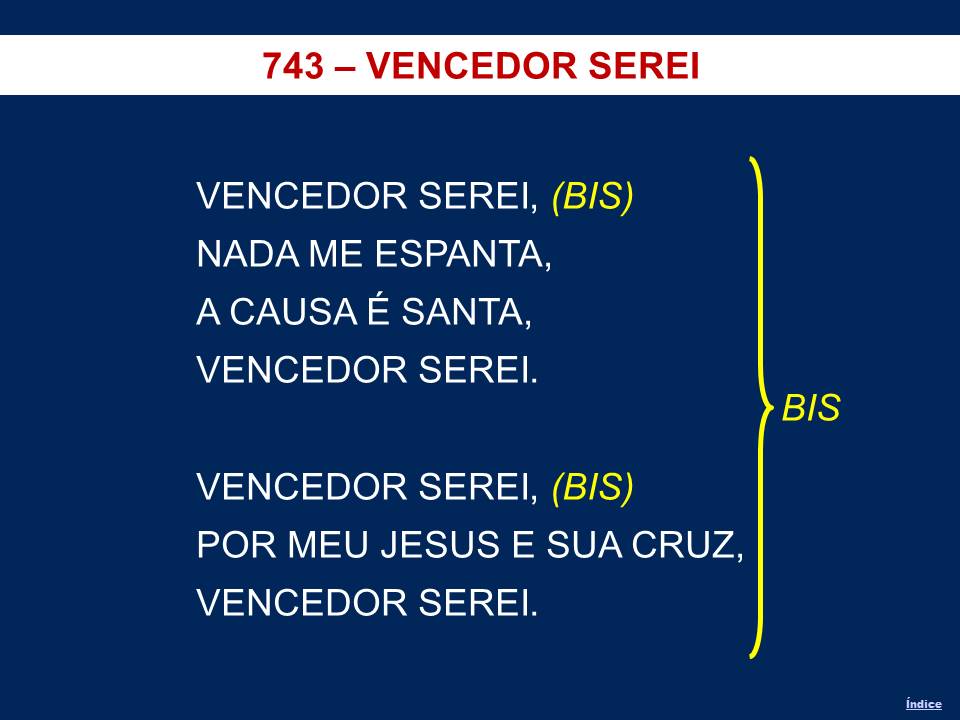 743 – VENCEDOR SEREI
VENCEDOR SEREI, (BIS)
NADA ME ESPANTA,
A CAUSA É SANTA,
VENCEDOR SEREI.
BIS
VENCEDOR SEREI, (BIS)
POR MEU JESUS E SUA CRUZ,
VENCEDOR SEREI.
Índice